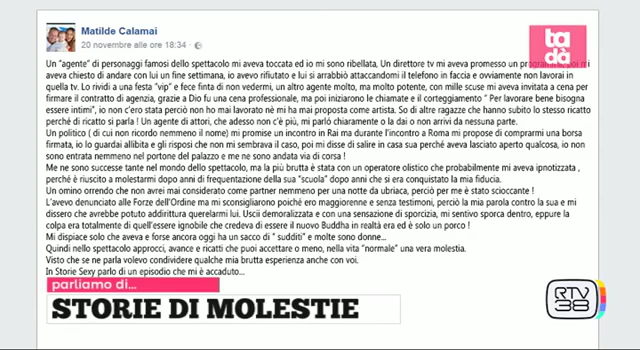 Matilde Calamai
20 novembre alle ore 18:34 ·
ta
dà
Un "agente" di personaggi famosi dello spettacolo mi aveva toccata ed io mi sono ribellata, Un direttore tv mi aveva promesso un programma, poi mi
aveva chiesto di andare con lui un fine settimana, io avevo rifiutato e lui si arrabbiò attaccandomi il telefono in faccia e ovviamente non lavorai in
quella tv. Lo rividi a una festa "vip" e fece finta di non vedermi, un altro agente molto, ma molto potente, con mille scuse mi aveva invitata a cena per
firmare il contratto di agenzia, grazie a Dio fu una cena professionale, ma poi iniziarono le chiamate e il corteggiamento " Per lavorare bene bisogna
essere intimi", io non c'ero stata perciò non ho mai lavorato nè mi ha mai proposta come artista. So di altre ragazze che hanno subito lo stesso ricatto
perché di ricatto si parla ! Un agente di attori, che adesso non c'è più, mi parlò chiaramente o la dai o non arrivi da nessuna parte.
Un politico ( di cui non ricordo nemmeno il nome) mi promise un incontro in Rai ma durante l'incontro a Roma mi propose di comprarmi una borsa
firmata, io lo guardai allibita e gli risposi che non mi sembrava il caso, poi mi disse di salire in casa sua perché aveva lasciato aperto qualcosa, io non
sono entrata nemmeno nel portone del palazzo e me ne sono andata via di corsa !
Me ne sono successe tante nel mondo dello spettacolo, ma la più brutta è stata con un operatore olistico che probabilmente mi aveva ipnotizzata ,
perché è riuscito a molestarmi dopo anni di frequentazione della sua "scuola" dopo anni che si era conquistato la mia fiducia.
Un omino orrendo che non avrei mai considerato come partner nemmeno per una notte da ubriaca, perciò per me è stato scioccante !
L'avevo denunciato alle Forze dell'Ordine ma mi sconsigliarono poiché ero maggiorenne e senza testimoni, perciò la mia parola contro la sua e mi
dissero che avrebbe potuto addirittura querelarmi lui. Uscii demoralizzata e con una sensazione di sporcizia, mi sentivo sporca dentro, eppure la
colpa era totalmente di quell'essere ignobile che credeva di essere il nuovo Buddha in realtà era ed è solo un porco !
Mi dispiace solo che aveva e forse ancora oggi ha un sacco di " sudditi" e molte sono donne...
Quindi nello spettacolo approcci, avance e ricatti che puoi accettare o meno, nella vita "normale" una vera molestia.
Visto che se ne parla volevo condividere qualche mia brutta esperienza anche con voi.
In Storie Sexy parlo di un episodio che mi è accaduto...
parliamo di...
STORIE DI MOLESTIE
RTV
38